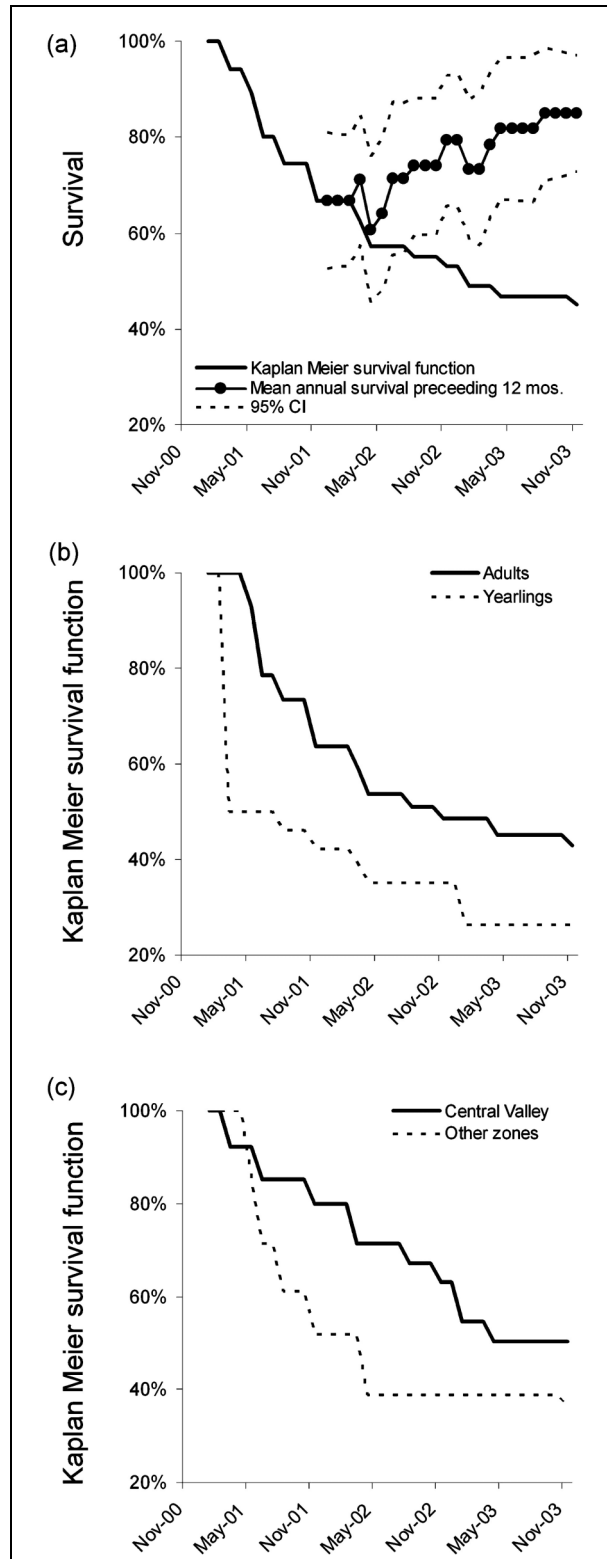 (a)
100%
80%
60%
40%
20%
Survival
Kaplan Meier survival function
Mean annual survival preceeding 12 mos.
95% CI
Nov-00
May-01
Nov-01
May-02
Nov-02
May-03
Nov-03
(b)
100%
80%
60%
40%
20%
Kaplan Meier survival function
Adults
Yearlings
Nov-00
May-01
Nov-01
May-02
Nov-02
May-03
Nov-03
(c)
100%
80%
60%
40%
20%
Kaplan Meier survival function
Central Valley
Other zones
Nov-00
May-01
Nov-01
May-02
Nov-02
May-03
Nov-03